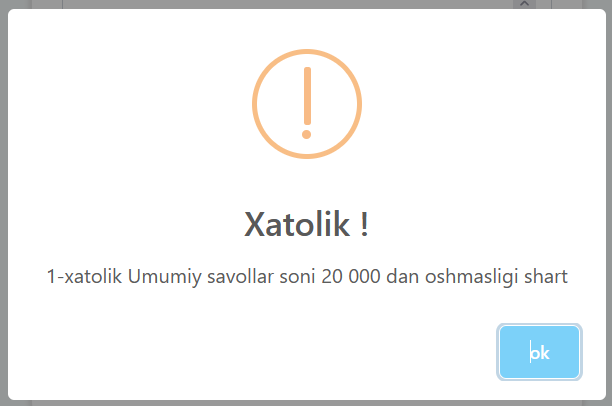 Xatolik !
1-xatolik Umumiy savollar soni 20 000 dan oshmasligi shart
ok